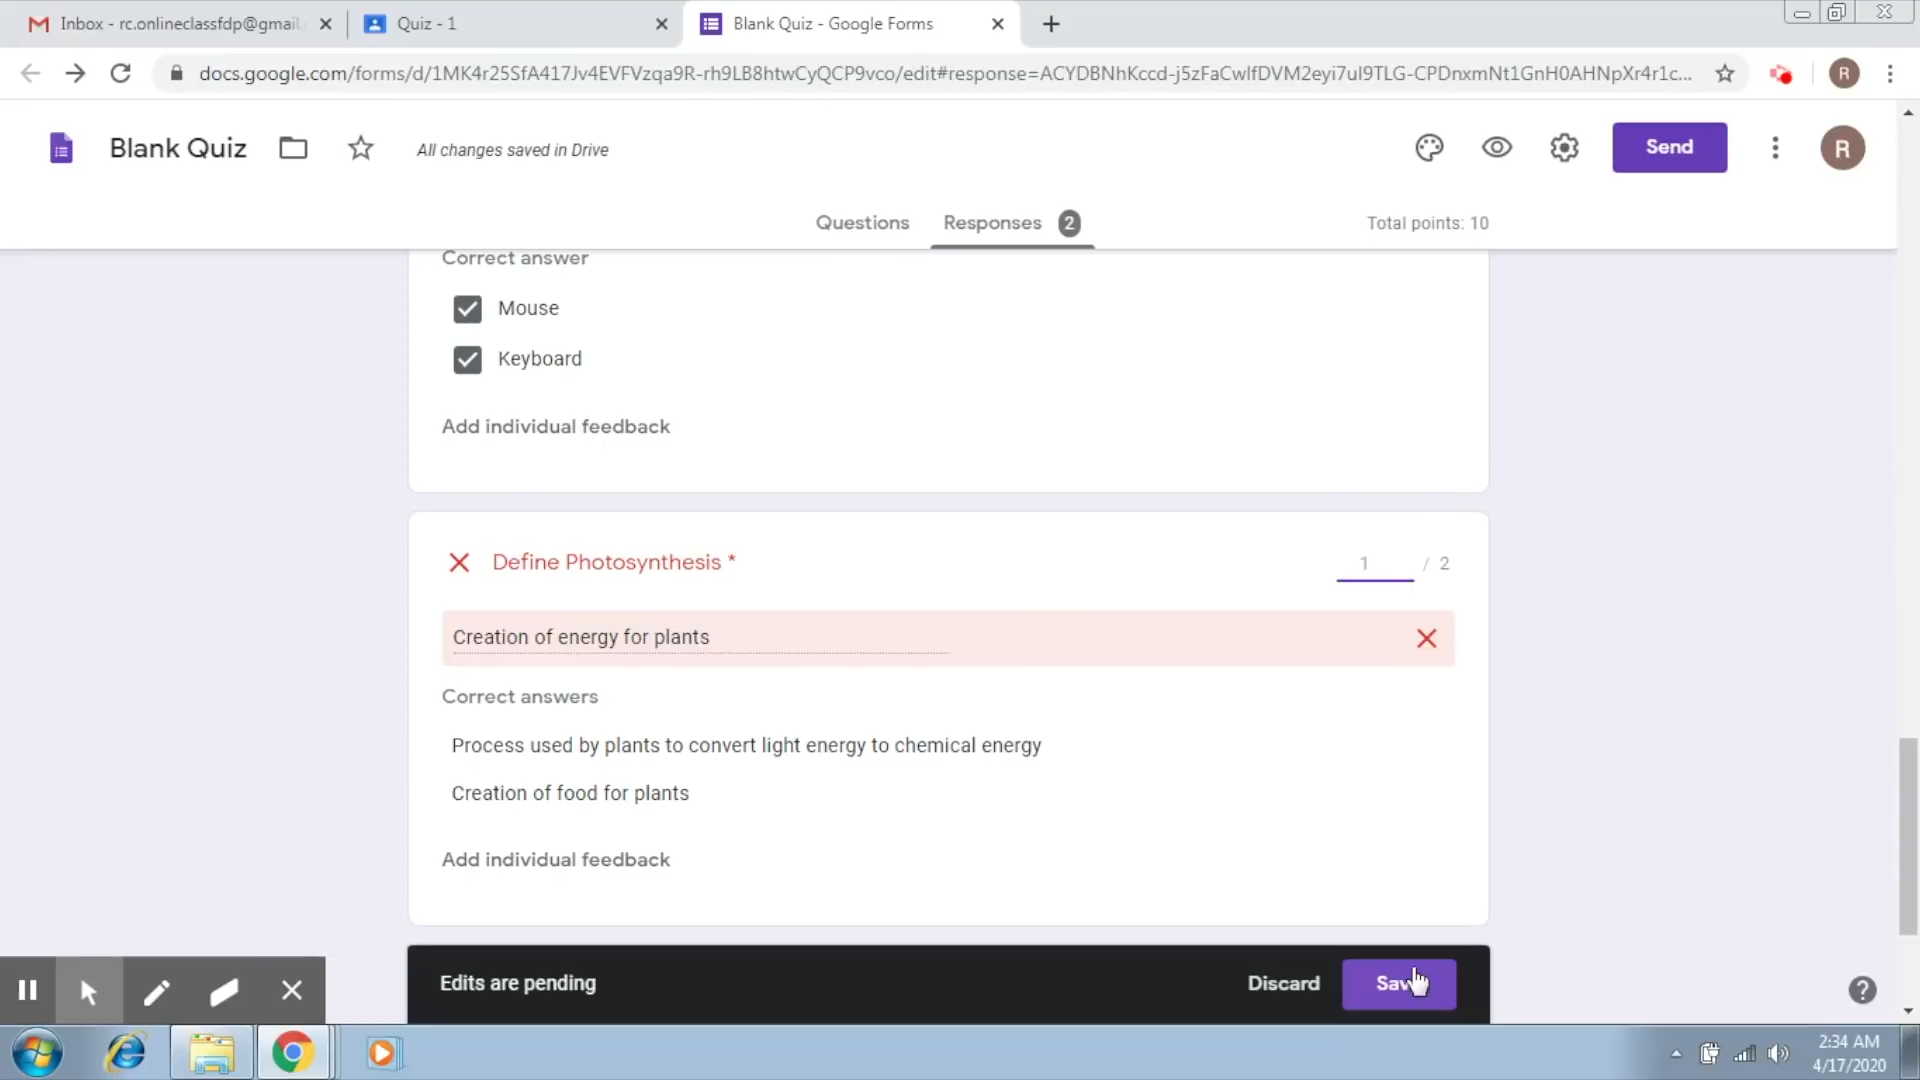 Inbox - rc.onlineclassfdp@gmail.
Quiz - 1
Blank Quiz - Google Forms
docs.google.com/forms/d/1MK4r25SfA417Jv4EVFVzqa9R-rh9LB8htwCyQCP9vco/edit#response=ACYDBNhKccd-j5zFaCwlfDVM2eyi7ul9TLG-CPDnxmNt1GnH0AHNpXr4r1c...
R
Blank Quiz
All changes saved in Drive
Send
R
Questions
Responses 2
Total points: 10
Correct answer
Mouse
Keyboard
Add individual feedback
Define Photosynthesis *
1 / 2
Creation of energy for plants
Correct answers
Process used by plants to convert light energy to chemical energy
Creation of food for plants
Add individual feedback
Edits are pending
Discard
Save
2:34 AM
4/17/2020